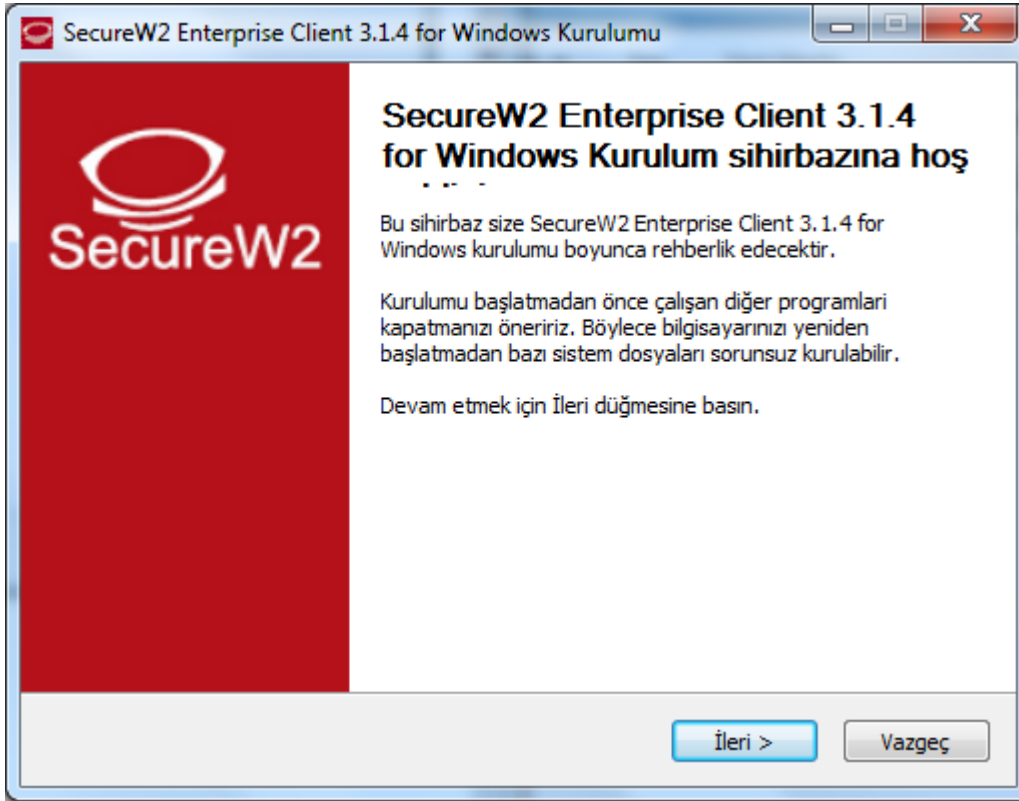 SecureW2 Enterprise Client 3.1.4 for Windows Kurulumu
SecureW2
SecureW2 Enterprise Client 3.1.4
for Windows Kurulum sihirbazına hoş
Bu sihirbaz size SecureW2 Enterprise Client 3.1.4 for
Windows kurulumu boyunca rehberlik edecektir.
Kurulumu başlatmadan önce çalışan diğer programlari
kapatmanızı öneririz. Böylece bilgisayarınızı yeniden
başlatmadan bazı sistem dosyaları sorunsuz kurulabilir.
Devam etmek için İleri düğmesine basın.
İleri >
Vazgeç